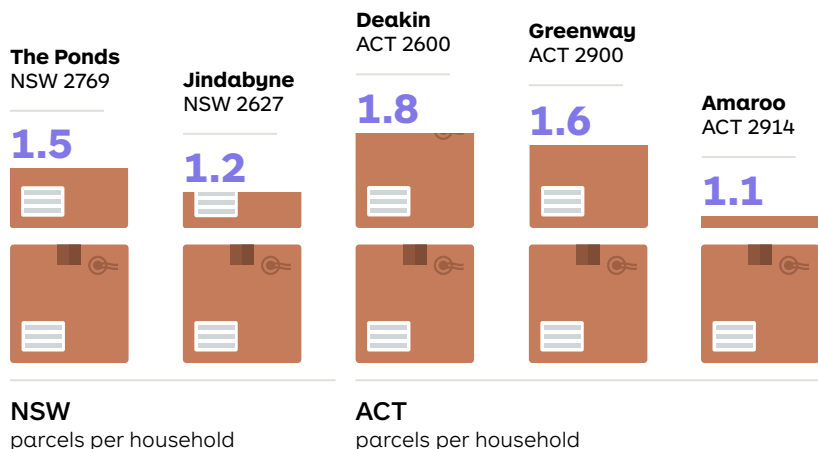 The Ponds
NSW 2769
1.5
Jindabyne
NSW 2627
1.2
Deakin
ACT 2600
1.8
Greenway
ACT 2900
1.6
Amaroo
ACT 2914
1.1
NSW
parcels per household
ACT
parcels per household